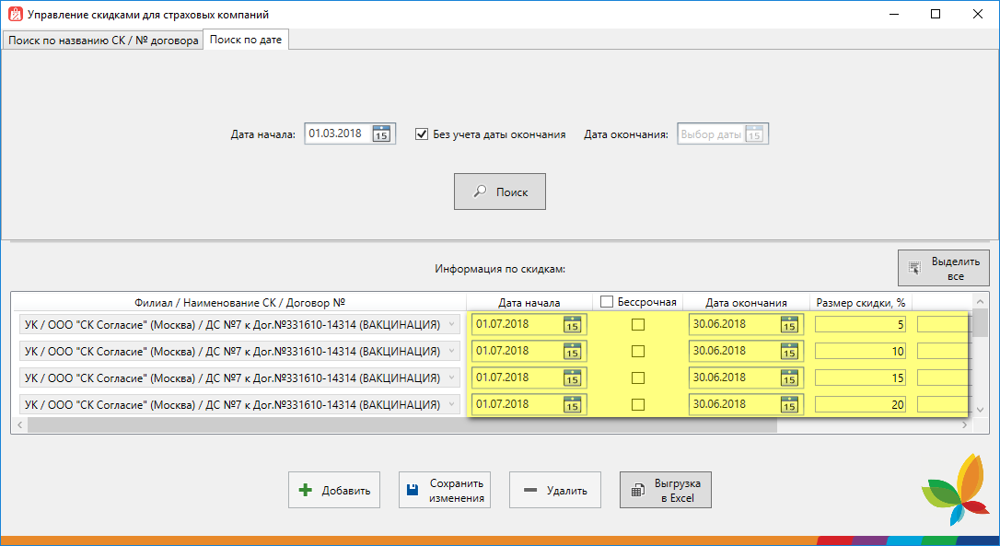 Управление скидками для страховых компаний
Поиск по названию СК / № договора Поиск по дате
Дата начала: 01.03.2018 15 Без учета даты окончания Дата окончания: Выбор даты 15
Поиск
Информация по скидкам:
Выделить
все
Филиал / Наименование СК / Договор № Дата начала Бессрочная Дата окончания Размер скидки, %
УК / ООО "СК Согласие" (Москва) / ДС №7 к Дог.№331610-14314 (ВАКЦИНАЦИЯ) 01.07.2018 15 30.06.2018 15 5
УК / ООО "СК Согласие" (Москва) / ДС №7 к Дог.№331610-14314 (ВАКЦИНАЦИЯ) 01.07.2018 15 30.06.2018 15 10
УК / ООО "СК Согласие" (Москва) / ДС №7 к Дог.№331610-14314 (ВАКЦИНАЦИЯ) 01.07.2018 15 30.06.2018 15 15
УК / ООО "СК Согласие" (Москва) / ДС №7 к Дог.№331610-14314 (ВАКЦИНАЦИЯ) 01.07.2018 15 30.06.2018 15 20
Добавить
Сохранить
изменения
Удалить
Выгрузка
в Excel